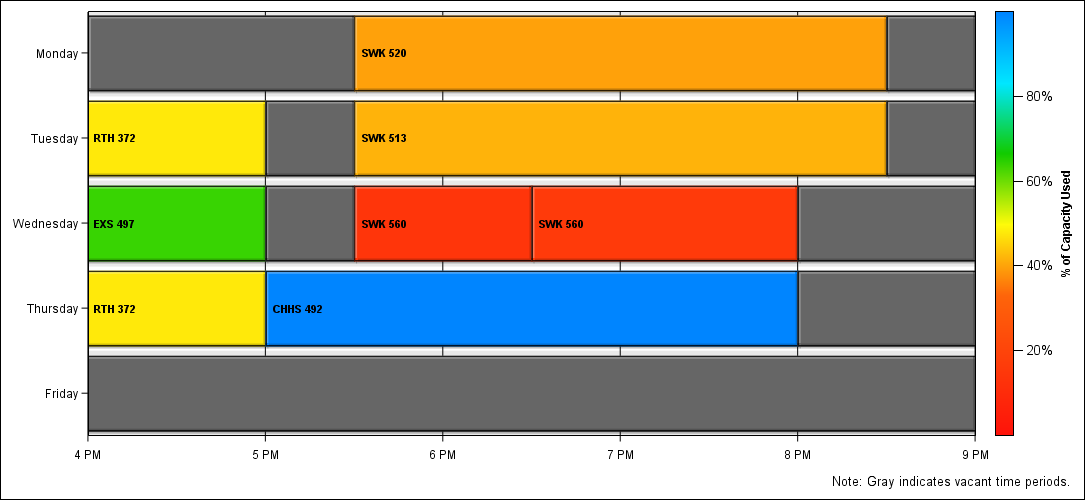 Monday
SWK 520
Tuesday
RTH 372
SWK 513
Wednesday
EXS 497
SWK 560
SWK 560
Thursday
RTH 372
CHHS 492
Friday
4 PM
5 PM
6 PM
7 PM
8 PM
9 PM
80%
60%
40%
20%
% of Capacity Used
Note: Gray indicates vacant time periods.